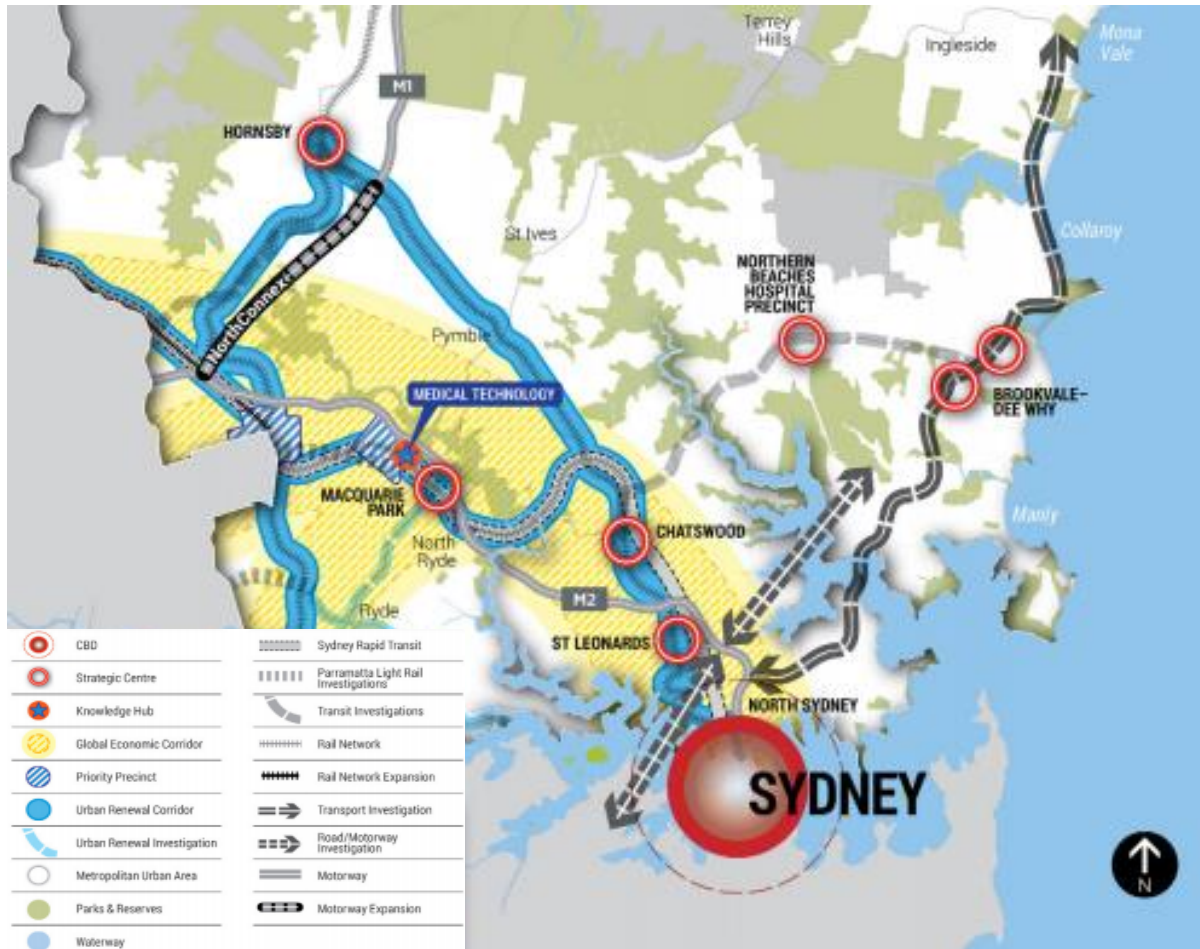 Terrey
Hills
Ingleside
Mona
Vale
M1
HORNSBY
St Ives
Collaroy
NORTHERN
BEACHES
HOSPITAL
PRECINCT
NorthConnex
Pymble
MEDICAL TECHNOLOGY
BROOKVALE–
DEE WHY
MACQUARIE
PARK
Manly
CHATSWOOD
North
Ryde
M2
Ryde
ST LEONARDS
NORTH SYDNEY
SYDNEY
N
CBD
Strategic Centre
Knowledge Hub
Global Economic Corridor
Priority Precinct
Urban Renewal Corridor
Urban Renewal Investigation
Metropolitan Urban Area
Parks & Reserves
Waterway
Sydney Rapid Transit
Parramatta Light Rail
Investigations
Transit Investigations
Rail Network
Rail Network Expansion
Transport Investigation
Road/Motorway
Investigation
Motorway
Motorway Expansion